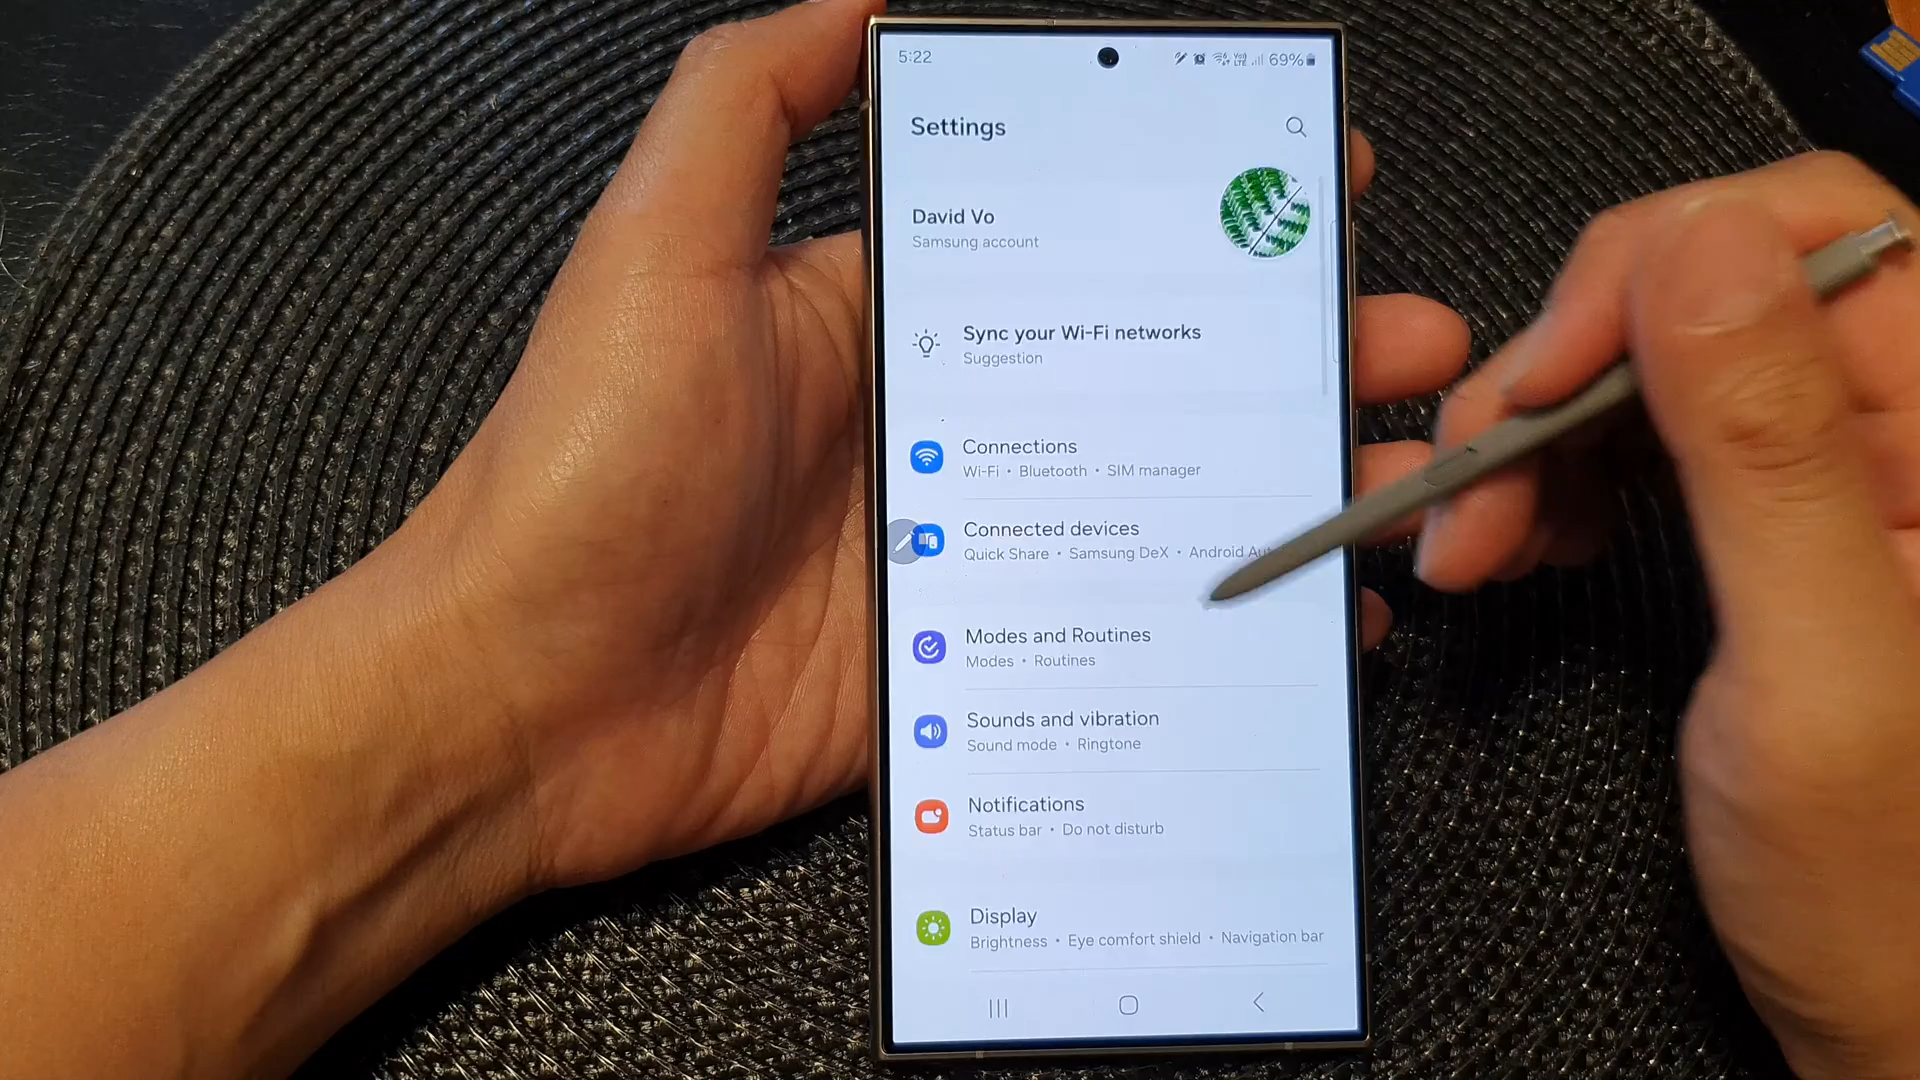 5:22
69%
Settings
David Vo
Samsung account
Sync your Wi-Fi networks
Suggestion
Connections
Wi-Fi • Bluetooth • SIM manager
Connected devices
Quick Share • Samsung DeX • Android
Modes and Routines
Modes • Routines
Sounds and vibration
Sound mode • Ringtone
Notifications
Status bar • Do not disturb
Display
Brightness • Eye comfort shield • Navigation bar